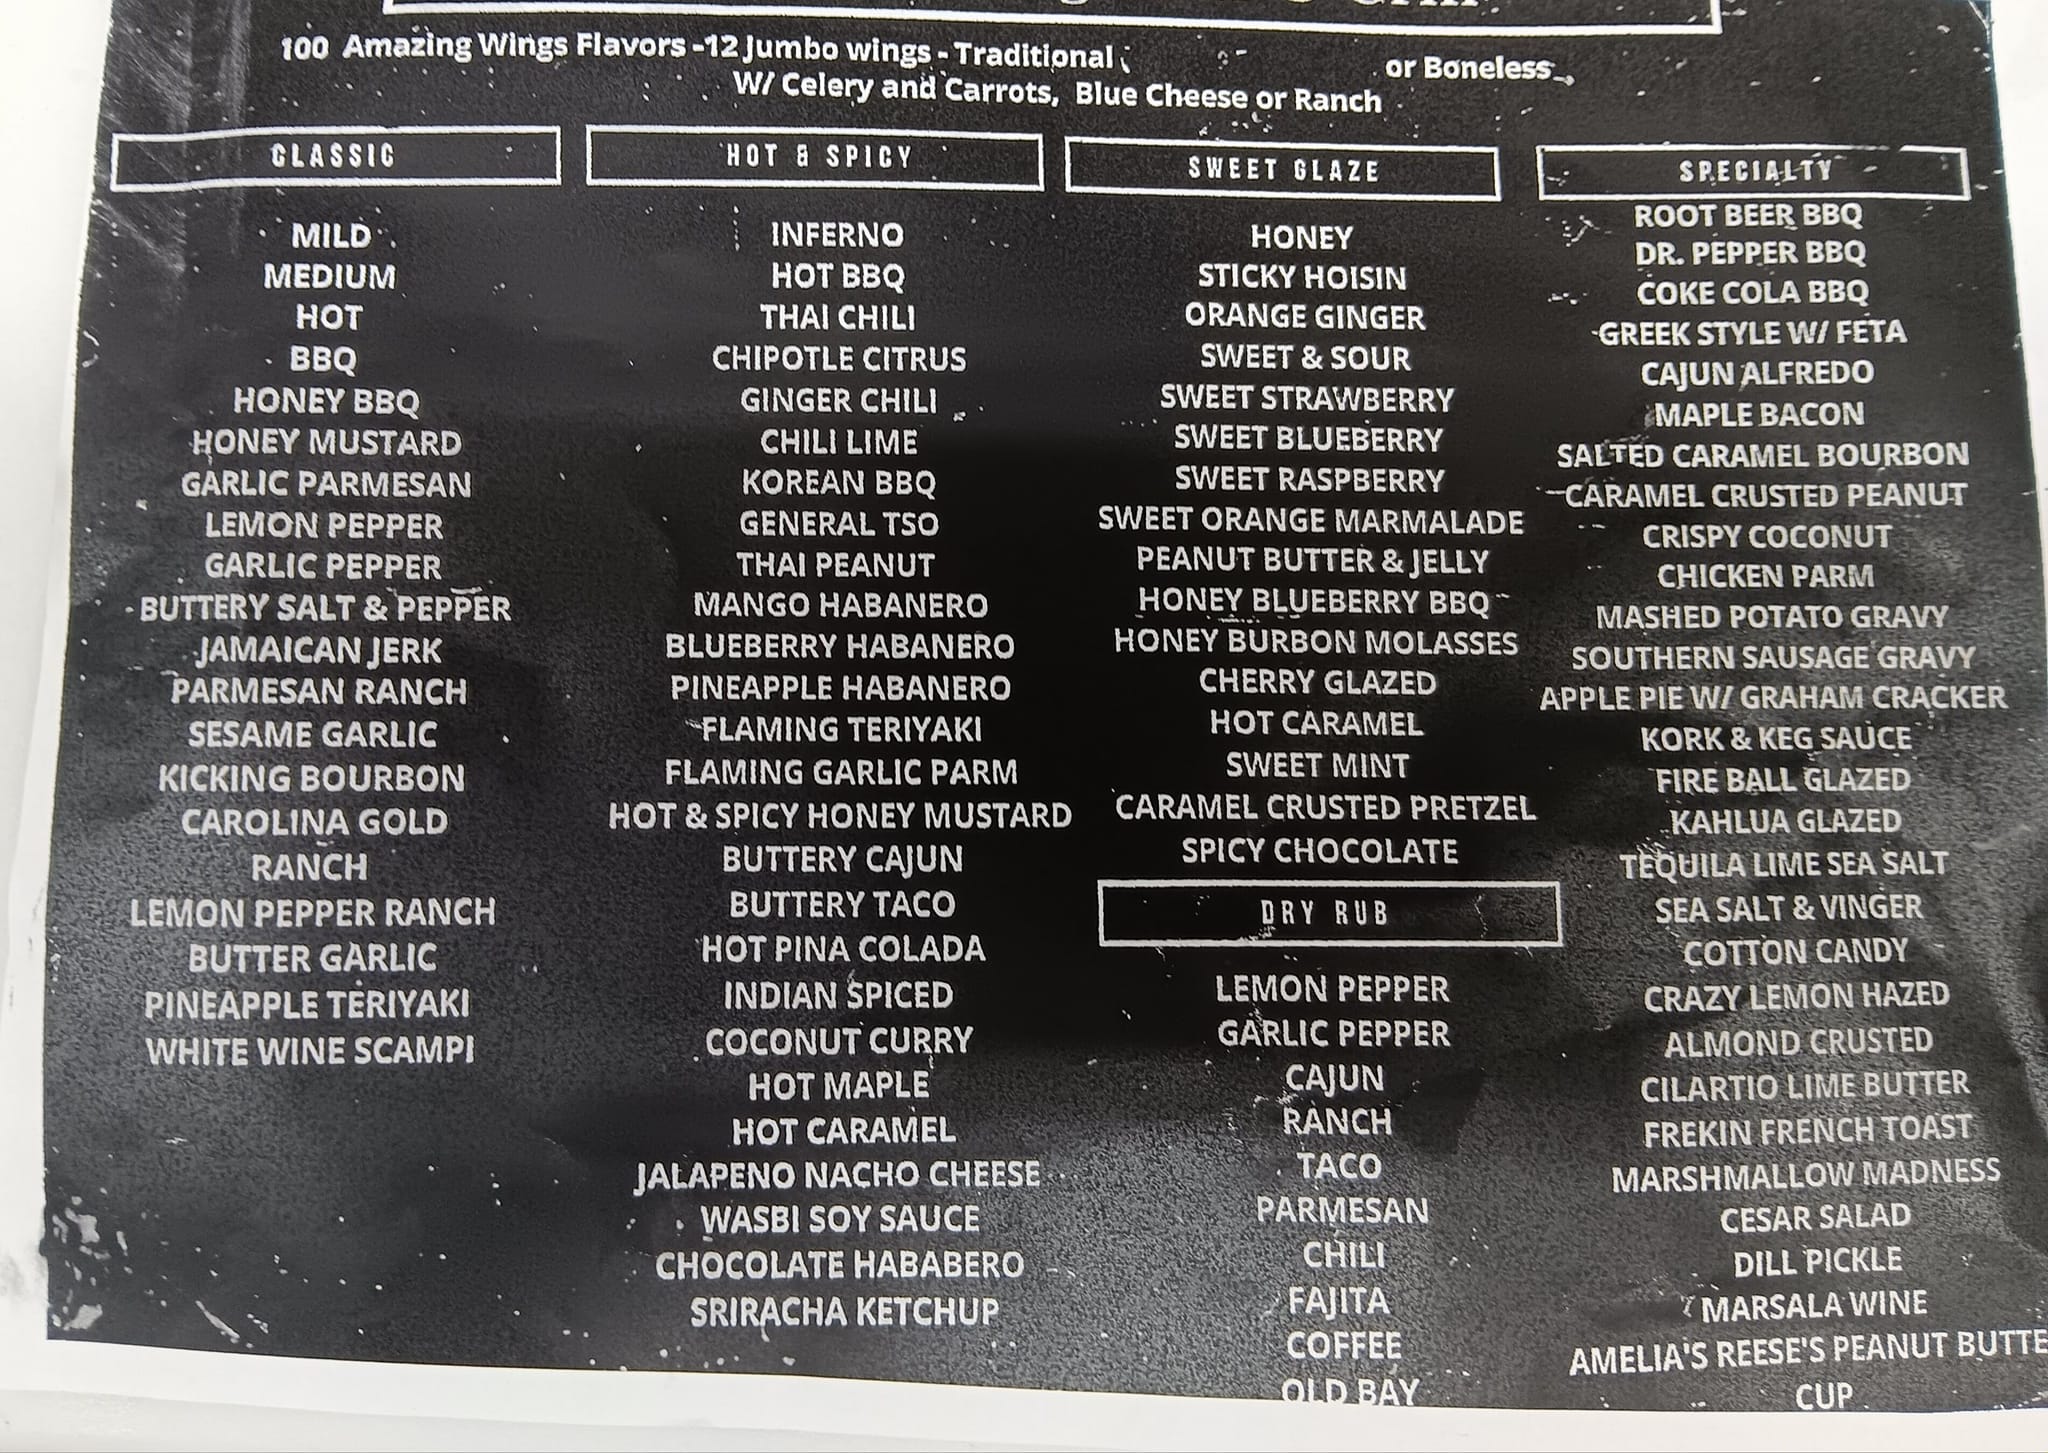 100 Amazing Wings Flavors -12 Jumbo wings - Traditional or Boneless
W/ Celery and Carrots, Blue Cheese or Ranch
CLASSIC
MILD
MEDIUM
HOT
BBQ
HONEY BBQ
HONEY MUSTARD
GARLIC PARMESAN
LEMON PEPPER
GARLIC PEPPER
BUTTERY SALT & PEPPER
JAMAICAN JERK
PARMESAN RANCH
SESAME GARLIC
KICKING BOURBON
CAROLINA GOLD
RANCH
LEMON PEPPER RANCH
BUTTER GARLIC
PINEAPPLE TERIYAKI
WHITE WINE SCAMPI
HOT & SPICY
INFERNO
HOT BBQ
THAI CHILI
CHIPOTLE CITRUS
GINGER CHILI
CHILI LIME
KOREAN BBQ
GENERAL TSO
THAI PEANUT
MANGO HABANERO
BLUEBERRY HABANERO
PINEAPPLE HABANERO
FLAMING TERIYAKI
FLAMING GARLIC PARM
HOT & SPICY HONEY MUSTARD
BUTTERY CAJUN
BUTTERY TACO
HOT PINA COLADA
INDIAN SPICED
COCONUT CURRY
HOT MAPLE
HOT CARAMEL
JALAPENO NACHO CHEESE
WASBI SOY SAUCE
CHOCOLATE HABABERO
SRIRACHA KETCHUP
SWEET GLAZE
HONEY
STICKY HOISIN
ORANGE GINGER
SWEET & SOUR
SWEET STRAWBERRY
SWEET BLUEBERRY
SWEET RASPBERRY
SWEET ORANGE MARMALADE
PEANUT BUTTER & JELLY
HONEY BLUEBERRY BBQ
HONEY BURBON MOLASSES
CHERRY GLAZED
HOT CARAMEL
SWEET MINT
CARAMEL CRUSTED PRETZEL
SPICY CHOCOLATE
DRY RUB
LEMON PEPPER
GARLIC PEPPER
CAJUN
RANCH
TACO
PARMESAN
CHILI
FAJITA
COFFEE
OLD BAY
SPECIALTY
ROOT BEER BBQ
DR. PEPPER BBQ
COKE COLA BBQ
GREEK STYLE W/ FETA
CAJUN ALFREDO
MAPLE BACON
SALTED CARAMEL BOURBON
CARAMEL CRUSTED PEANUT
CRISPY COCONUT
CHICKEN PARM
MASHED POTATO GRAVY
SOUTHERN SAUSAGE GRAVY
APPLE PIE W/ GRAHAM CRACKER
KORK & KEG SAUCE
FIRE BALL GLAZED
KAHLUA GLAZED
TEQUILA LIME SEA SALT
SEA SALT & VINGER
COTTON CANDY
CRAZY LEMON HAZED
ALMOND CRUSTED
CILARTIO LIME BUTTER
FREKIN FRENCH TOAST
MARSHMALLOW MADNESS
CESAR SALAD
DILL PICKLE
MARSALA WINE
AMELIA'S REESE'S PEANUT BUTTE
CUP